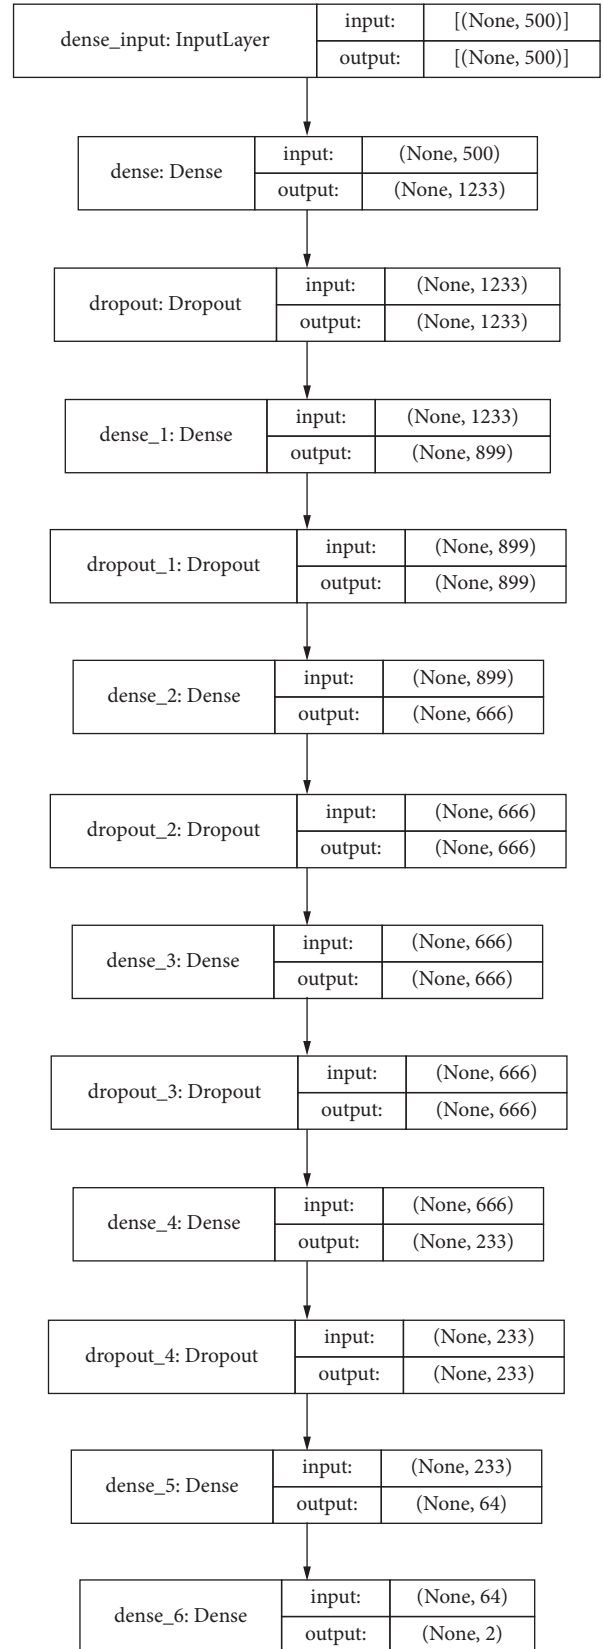 dense_input: InputLayer
input: [(None, 500)]
output: [(None, 500)]
dense: Dense
input: (None, 500)
output: (None, 1233)
dropout: Dropout
input: (None, 1233)
output: (None, 1233)
dense_1: Dense
input: (None, 1233)
output: (None, 899)
dropout_1: Dropout
input: (None, 899)
output: (None, 899)
dense_2: Dense
input: (None, 899)
output: (None, 666)
dropout_2: Dropout
input: (None, 666)
output: (None, 666)
dense_3: Dense
input: (None, 666)
output: (None, 666)
dropout_3: Dropout
input: (None, 666)
output: (None, 666)
dense_4: Dense
input: (None, 666)
output: (None, 233)
dropout_4: Dropout
input: (None, 233)
output: (None, 233)
dense_5: Dense
input: (None, 233)
output: (None, 64)
dense_6: Dense
input: (None, 64)
output: (None, 2)